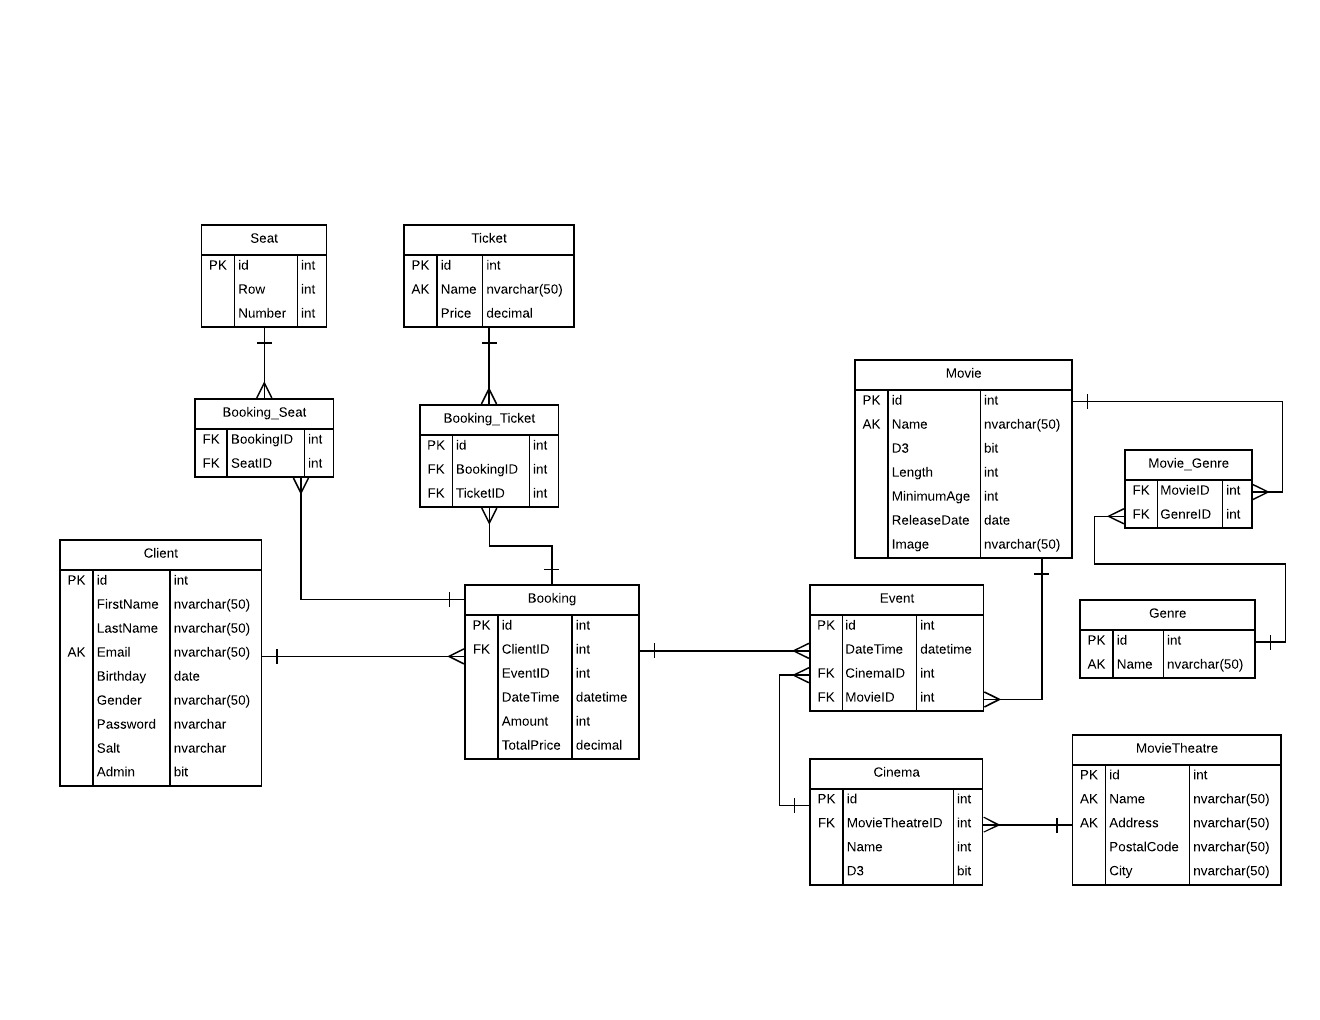 Seat
PK id int
Row int
Number int
Ticket
PK id int
AK Name nvarchar(50)
Price decimal
Booking_Seat
FK BookingID int
FK SeatID int
Booking_Ticket
PK id int
FK BookingID int
FK TicketID int
Movie
PK id int
AK Name nvarchar(50)
D3 bit
Length int
MinimumAge int
ReleaseDate date
Image nvarchar(50)
Movie_Genre
FK MovieID int
FK GenreID int
Client
PK id int
FirstName nvarchar(50)
LastName nvarchar(50)
AK Email nvarchar(50)
Birthday date
Gender nvarchar(50)
Password nvarchar
Salt nvarchar
Admin bit
Booking
PK id int
FK ClientID int
EventID int
DateTime datetime
Amount int
TotalPrice decimal
Event
PK id int
DateTime datetime
FK CinemaID int
FK MovieID int
Genre
PK id int
AK Name nvarchar(50)
Cinema
PK id int
FK MovieTheatreID int
Name int
D3 bit
MovieTheatre
PK id int
AK Name nvarchar(50)
AK Address nvarchar(50)
PostalCode nvarchar(50)
City nvarchar(50)